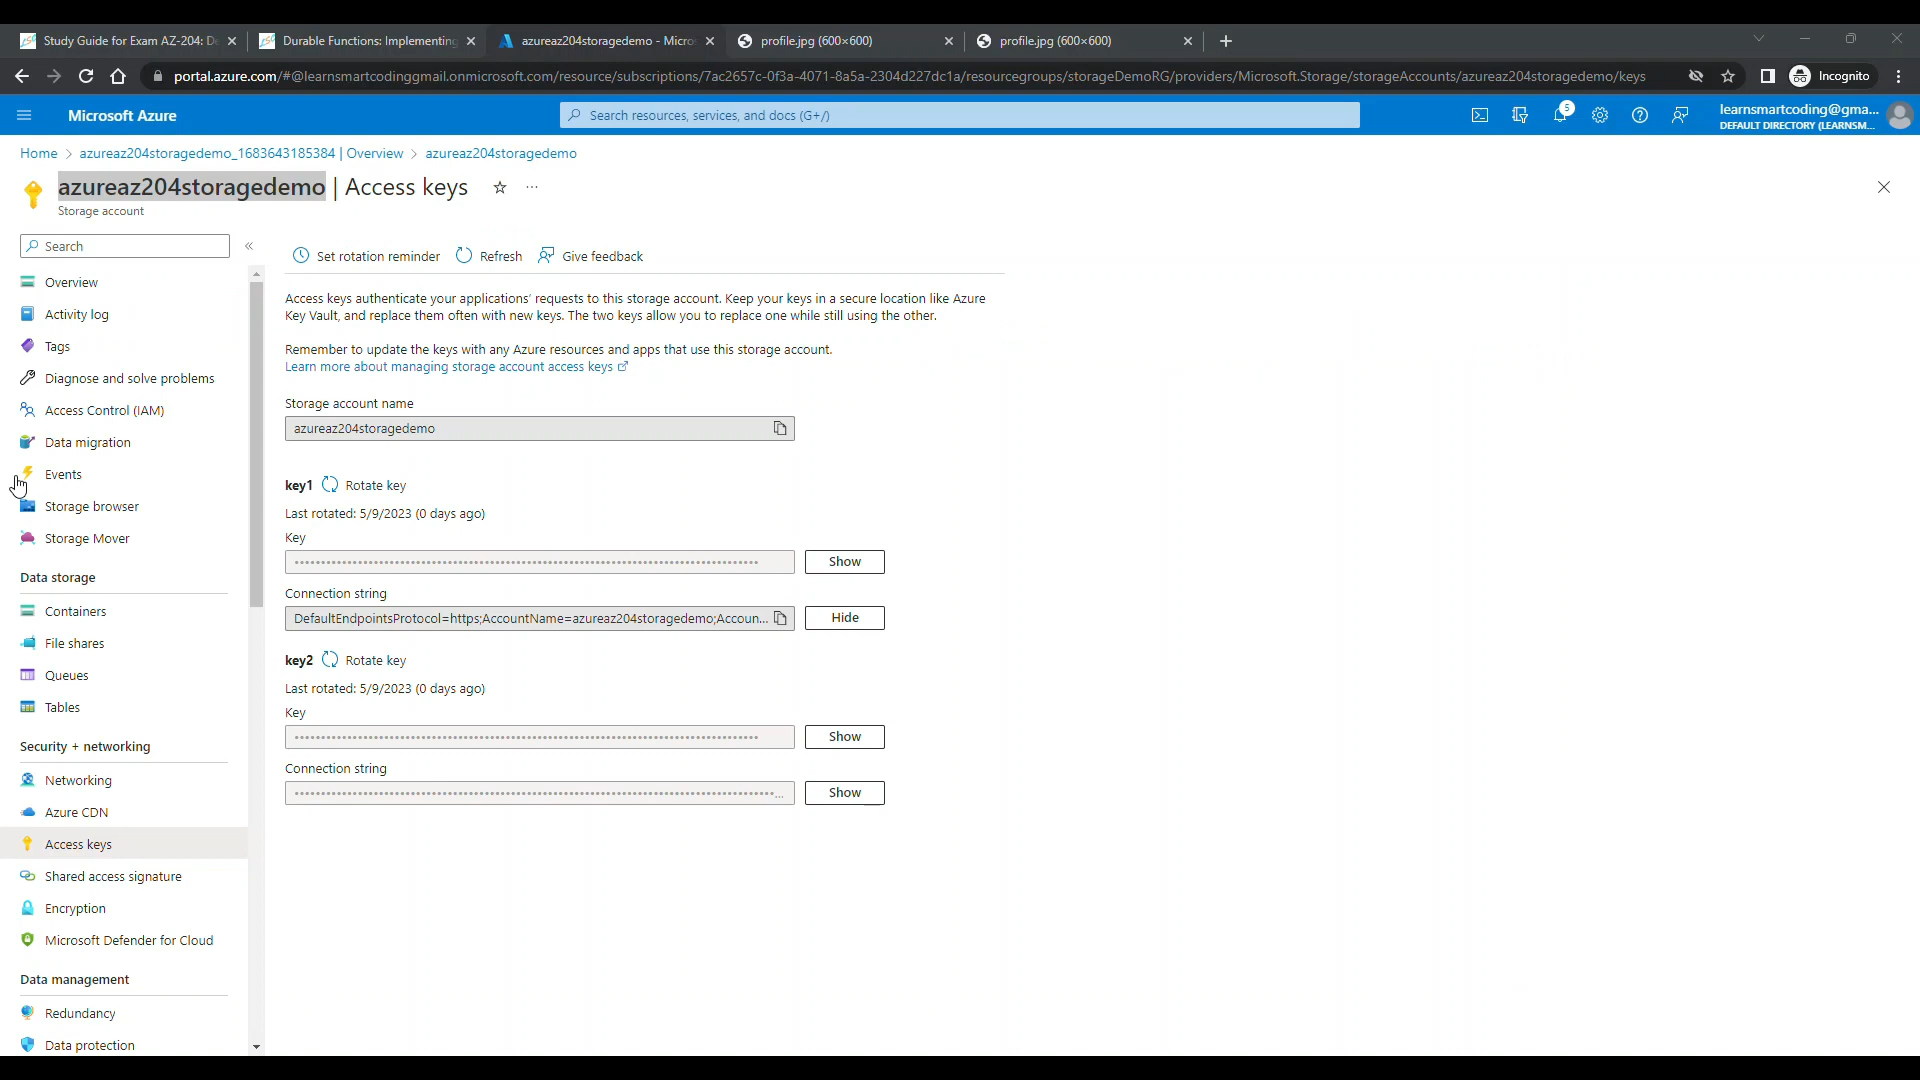 Study Guide for Exam AZ-204: De
Durable Functions: Implementing
azureaz204storagedemo - Micros
profile.jpg (600×600)
profile.jpg (600×600)
portal.azure.com/#@learnsmartcodinggmail.onmicrosoft.com/resource/subscriptions/7ac2657c-0f3a-4071-8a5a-2304d227dc1a/resourcegroups/storageDemoRG/providers/Microsoft.Storage/storageAccounts/azureaz204storagedemo/keys
Incognito
Microsoft Azure
Search resources, services, and docs (G+/)
5
learnsmartcoding@gma...
DEFAULT DIRECTORY (LEARNSM...
Home > azureaz204storagedemo_1683643185384 | Overview > azureaz204storagedemo
azureaz204storagedemo | Access keys
Storage account
Search
Overview
Activity log
Tags
Diagnose and solve problems
Access Control (IAM)
Data migration
Events
Storage browser
Storage Mover
Data storage
Containers
File shares
Queues
Tables
Security + networking
Networking
Azure CDN
Access keys
Shared access signature
Encryption
Microsoft Defender for Cloud
Data management
Redundancy
Data protection
Set rotation reminder
Refresh
Give feedback
Access keys authenticate your applications' requests to this storage account. Keep your keys in a secure location like Azure
Key Vault, and replace them often with new keys. The two keys allow you to replace one while still using the other.
Remember to update the keys with any Azure resources and apps that use this storage account.
Learn more about managing storage account access keys
Storage account name
azureaz204storagedemo
key1 Rotate key
Last rotated: 5/9/2023 (0 days ago)
Key
Show
Connection string
DefaultEndpointsProtocol=https;AccountName=azureaz204storagedemo;Accoun...
Hide
key2 Rotate key
Last rotated: 5/9/2023 (0 days ago)
Key
Show
Connection string
Show